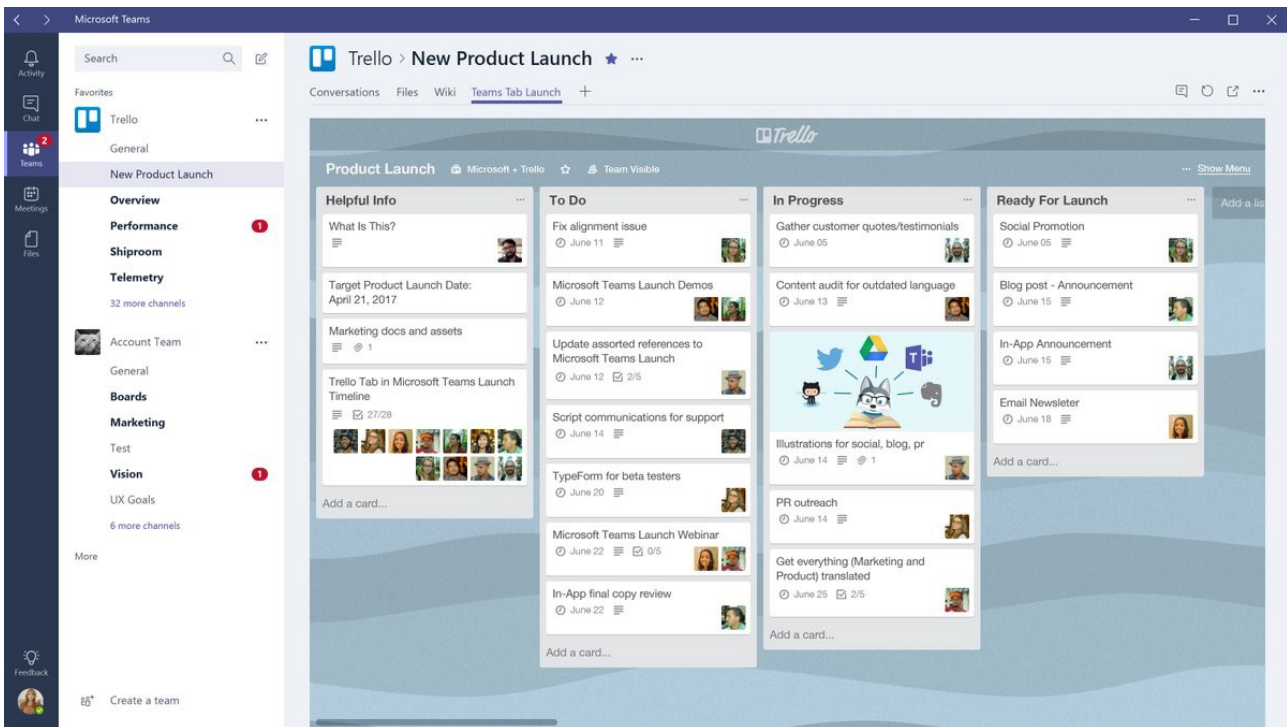 Microsoft Teams
Activity
Chat
2
Teams
Meetings
Files
Feedback
Search
Favorites
Trello
General
New Product Launch
Overview
Performance 1
Shiproom
Telemetry
32 more channels
Account Team
General
Boards
Marketing
Test
Vision 1
UX Goals
6 more channels
More
Create a team
Trello > New Product Launch
Conversations Files Wiki Teams Tab Launch
Trello
Product Launch Microsoft + Trello Team Visible
Show Menu
Helpful Info
What Is This?
Target Product Launch Date:
April 21, 2017
Marketing docs and assets
1
Trello Tab in Microsoft Teams Launch
Timeline
27/28
Add a card...
To Do
Fix alignment issue
June 11
Microsoft Teams Launch Demos
June 12
Update assorted references to
Microsoft Teams Launch
June 12 2/5
Script communications for support
June 14
TypeForm for beta testers
June 20
Microsoft Teams Launch Webinar
June 22 0/5
In-App final copy review
June 22
Add a card...
In Progress
Gather customer quotes/testimonials
June 05
Content audit for outdated language
June 13
Illustrations for social, blog, pr
June 14 1
PR outreach
June 14
Get everything (Marketing and
Product) translated
June 25 2/5
Add a card...
Ready For Launch
Social Promotion
June 05
Blog post - Announcement
June 15
In-App Announcement
June 15
Email Newsleter
June 18
Add a card...
Add a lis